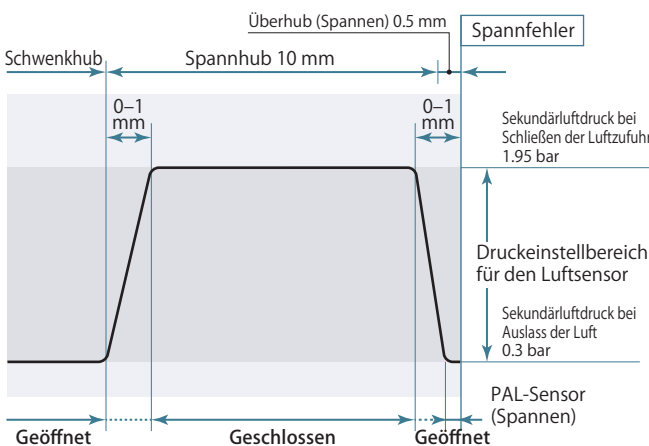 Überhub (Spannen) 0.5 mm
Spannfehler
Schwenkhub
Spannhub 10 mm
0–1
mm
0–1
mm
Sekundärluftdruck bei
Schließen der Luftzufuhr
1.95 bar
Druckeinstellbereich
für den Luftsensor
Sekundärluftdruck bei
Auslass der Luft
0.3 bar
PAL-Sensor
(Spannen)
Geöffnet
Geschlossen
Geöffnet